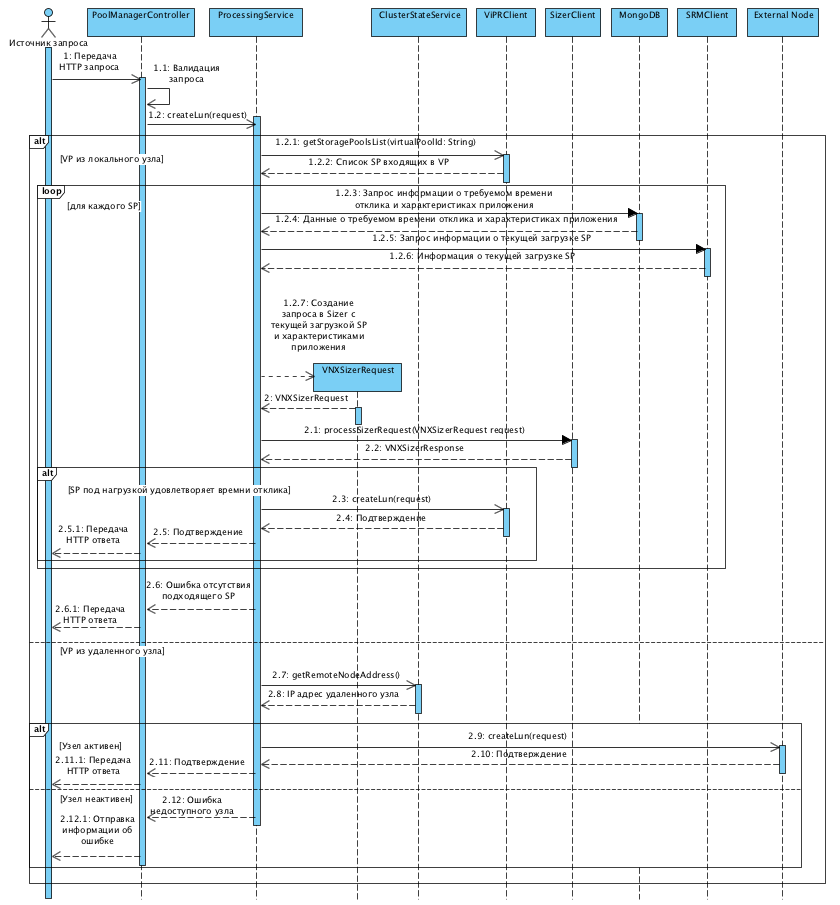 PoolManagerController
ProcessingService
ClusterStateService
ViPRClient
SizerClient
MongoDB
SRMClient
External Node
Источник запроса
1: Передача
HTTP запроса
1.1: Валидация
запроса
1.2: createLun(request)
alt
1.2.1: getStoragePoolsList(virtualPoolId: String)
[VP из локального узла]
1.2.2: Список SP входящих в VP
loop
[для каждого SP]
1.2.3: Запрос информации о требуемом времени
отклика и характеристиках приложения
1.2.4: Данные о требуемом времени отклика и характеристиках приложения
1.2.5: Запрос информации о текущей загрузке SP
1.2.6: Информация о текущей загрузке SP
1.2.7: Создание
запроса в Sizer с
текущей загрузкой SP
и характеристиками
приложения
VNXSizerRequest
2: VNXSizerRequest
2.1: processSizerRequest(VNXSizerRequest request)
2.2: VNXSizerResponse
alt
[SP под нагрузкой удовлетворяет времни отклика]
2.3: createLun(request)
2.4: Подтверждение
2.5: Подтверждение
2.5.1: Передача
HTTP ответа
2.6: Ошибка отсутствия
подходящего SP
2.6.1: Передача
HTTP ответа
[VP из удаленного узла]
2.7: getRemoteNodeAddress()
2.8: IP адрес удаленного узла
alt
2.9: createLun(request)
[Узел активен]
2.10: Подтверждение
2.11: Подтверждение
2.11.1: Передача
HTTP ответа
[Узел неактивен]
2.12: Ошибка
недоступного узла
2.12.1: Отправка
информации об
ошибке